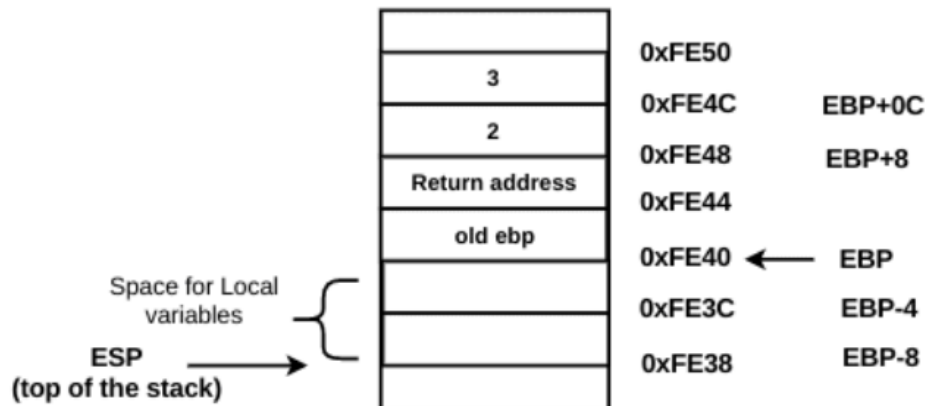 0xFE50
3
0xFE4C EBP+0C
2
0xFE48 EBP+8
Return address
0xFE44
old ebp
0xFE40 EBP
Space for Local
variables
0xFE3C EBP-4
ESP
(top of the stack)
0xFE38 EBP-8